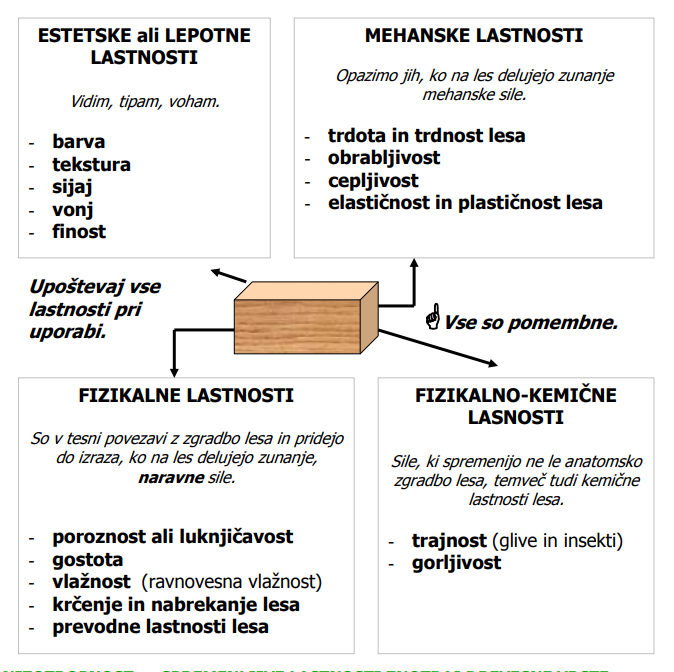 ESTETSKE ali LEPOTNE
LASTNOSTI
Vidim, tipam, voham.
- barva
- tekstura
- sijaj
- vonj
- finost
MEHANSKE LASTNOSTI
Opazimo jih, ko na les delujejo zunanje
mehanske sile.
- trdota in trdnost lesa
- obrabljivost
- cepljivost
- elastičnost in plastičnost lesa
Upoštevaj vse
lastnosti pri
uporabi.
Vse so pomembne.
FIZIKALNE LASTNOSTI
So v tesni povezavi z zgradbo lesa in pridejo
do izraza, ko na les delujejo zunanje,
naravne sile.
- poroznost ali luknjičavost
- gostota
- vlažnost (ravnovesna vlažnost)
- krčenje in nabrekanje lesa
- prevodne lastnosti lesa
FIZIKALNO-KEMIČNE
LASNOSTI
Sile, ki spremenijo ne le anatomsko
zgradbo lesa, temveč tudi kemične
lastnosti lesa.
- trajnost (glive in insekti)
- gorljivost